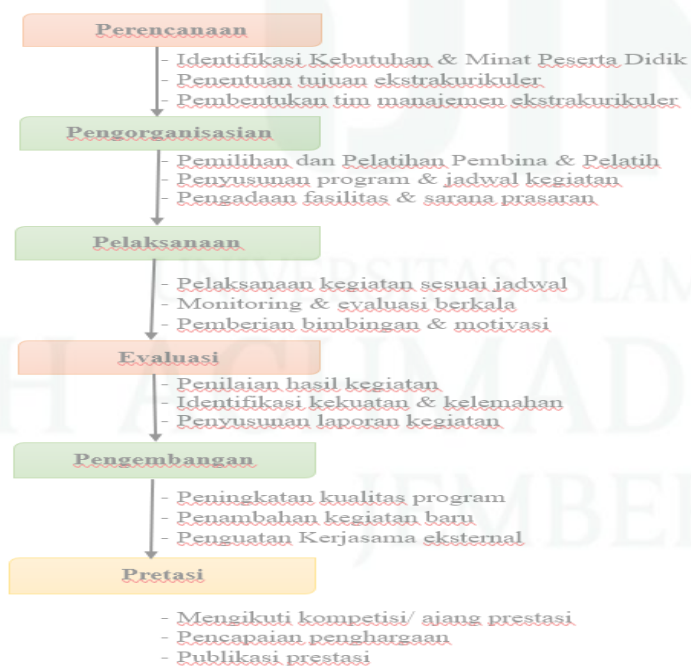 Perencanaan
- Identifikasi Kebutuhan & Minat Peserta Didik
- Penentuan tujuan ekstrakurikuler
- Pembentukan tim manajemen ekstrakurikuler
Pengorganisasian
- Pemilihan dan Pelatihan Pembina & Pelatih
- Penyusunan program & jadwal kegiatan
- Pengadaan fasilitas & sarana prasaran
Pelaksanaan
UNIVERSITAS ISLAM
- Pelaksanaan kegiatan sesuai jadwal
- Monitoring & evaluasi berkala
- Pemberian bimbingan & motivasi
Evaluasi
H ACHMAD
- Penilaian hasil kegiatan
- Identifikasi kekuatan & kelemahan
- Penyusunan laporan kegiatan
Pengembangan
- Peningkatan kualitas program
- Penambahan kegiatan baru
- Penguatan Kerjasama eksternal
JEMBE
Pretasi
- Mengikuti kompetisi/ ajang prestasi
- Pencapaian penghargaan
- Publikasi prestasi